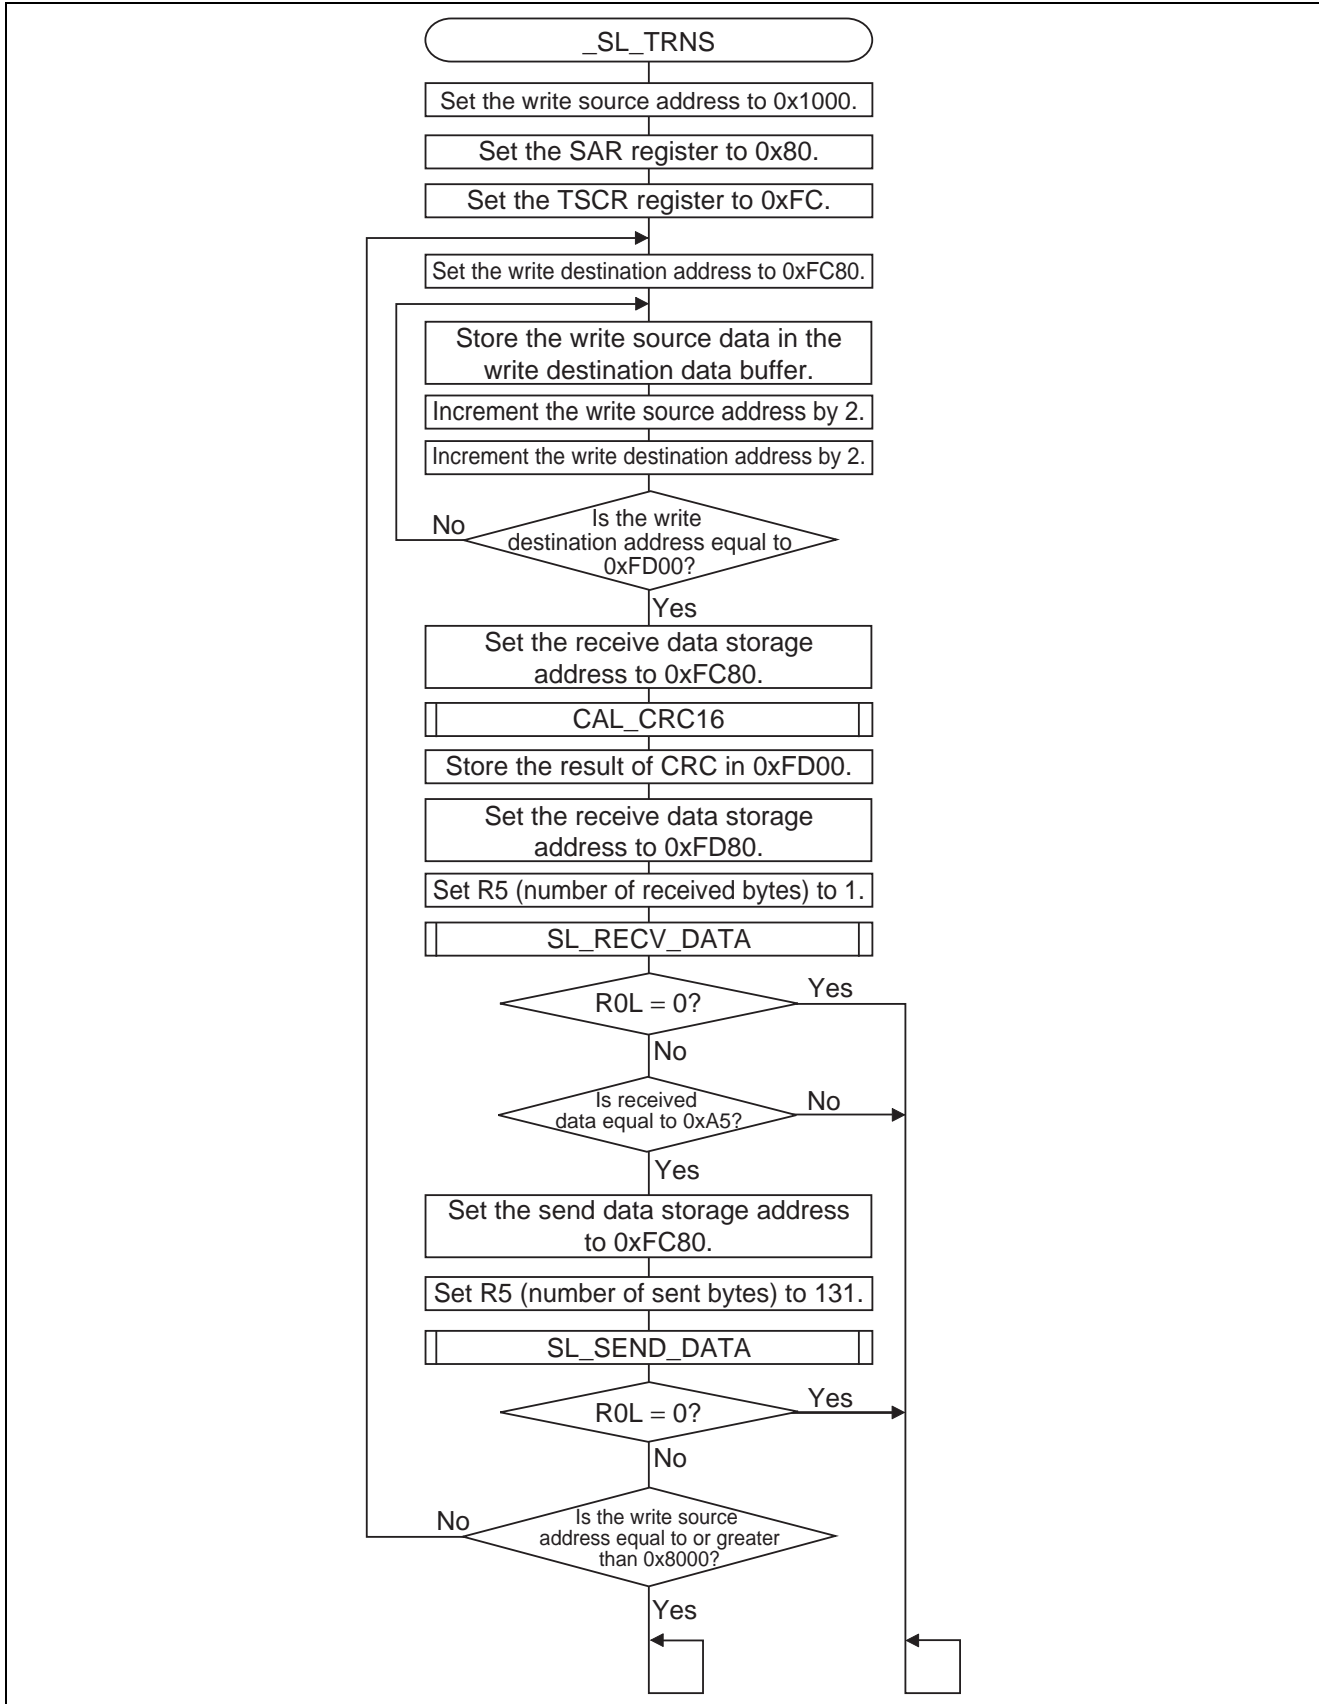 _SL_TRNS
Set the write source address to 0x1000.
Set the SAR register to 0x80.
Set the TSCR register to 0xFC.
Set the write destination address to 0xFC80.
Store the write source data in the
write destination data buffer.
Increment the write source address by 2.
Increment the write destination address by 2.
No
Is the write
destination address equal to
0xFD00?
Yes
Set the receive data storage
address to 0xFC80.
CAL_CRC16
Store the result of CRC in 0xFD00.
Set the receive data storage
address to 0xFD80.
Set R5 (number of received bytes) to 1.
SL_RECV_DATA
R0L = 0?
Yes
No
Is received
data equal to 0xA5?
No
Yes
Set the send data storage address
to 0xFC80.
Set R5 (number of sent bytes) to 131.
SL_SEND_DATA
R0L = 0?
Yes
No
No
Is the write source
address equal to or greater
than 0x8000?
Yes